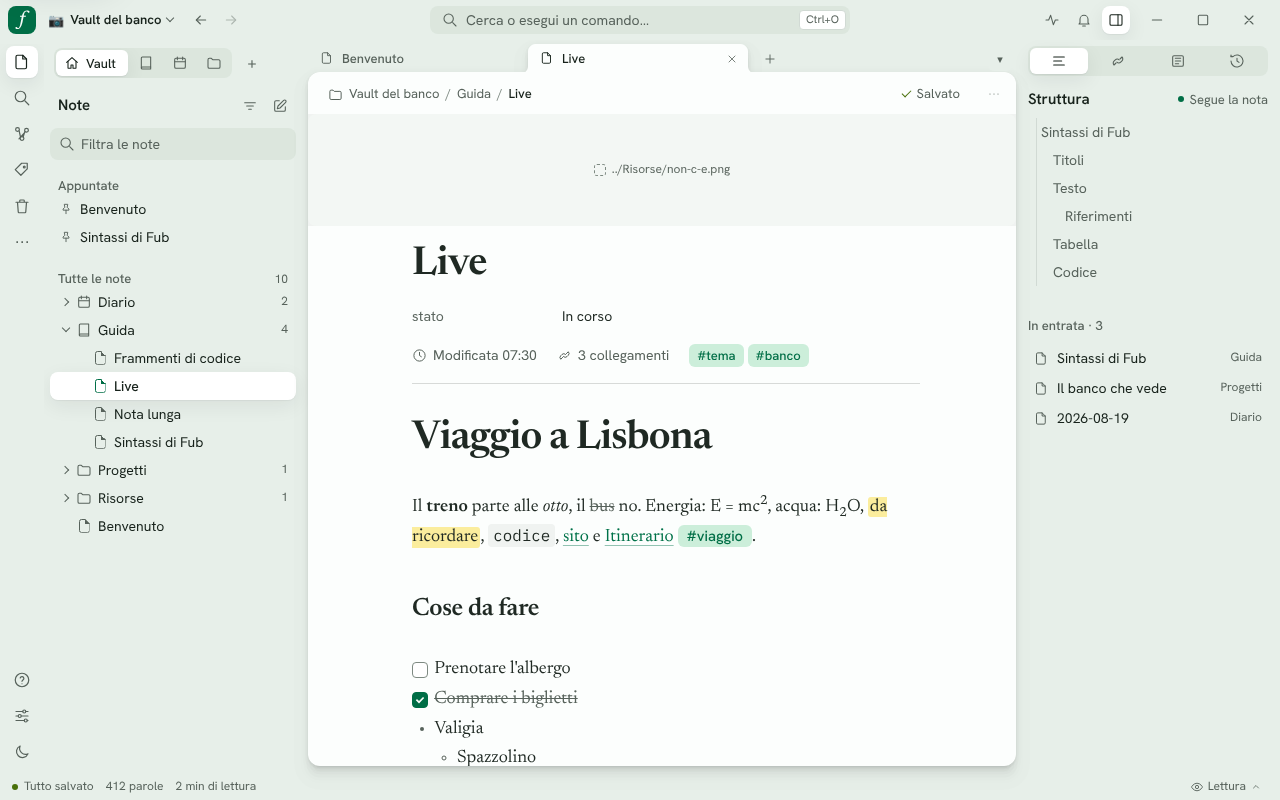 f
Vault del banco
Cerca o esegui un comando…
Ctrl+O
Vault
Note
Filtra le note
Appuntate
Benvenuto
Sintassi di Fub
Tutte le note 10
Diario 2
Guida 4
Frammenti di codice
Live
Nota lunga
Sintassi di Fub
Progetti 1
Risorse 1
Benvenuto
Benvenuto
Live
Vault del banco / Guida / Live
Salvato
../Risorse/non-c-e.png
Live
stato In corso
Modificata 07:30 3 collegamenti #tema #banco
Viaggio a Lisbona
Il treno parte alle otto, il bus no. Energia: E = mc², acqua: H₂O, da
ricordare, codice, sito e Itinerario #viaggio.
Cose da fare
Prenotare l'albergo
Comprare i biglietti
Valigia
Spazzolino
Struttura
Segue la nota
Sintassi di Fub
Titoli
Testo
Riferimenti
Tabella
Codice
In entrata · 3
Sintassi di Fub Guida
Il banco che vede Progetti
2026-08-19 Diario
Tutto salvato 412 parole 2 min di lettura
Lettura